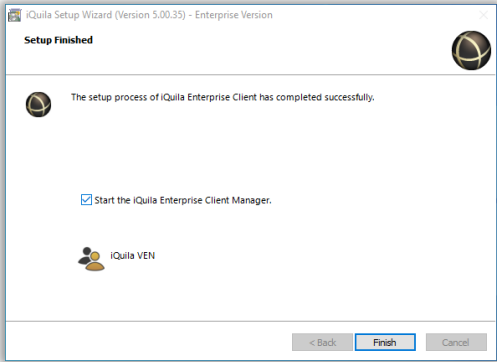 iQuila Setup Wizard (Version 5.00.35) - Enterprise Version
Setup Finished
The setup process of iQuila Enterprise Client has completed successfully.
Start the iQuila Enterprise Client Manager.
iQuila VEN
< Back
Finish
Cancel